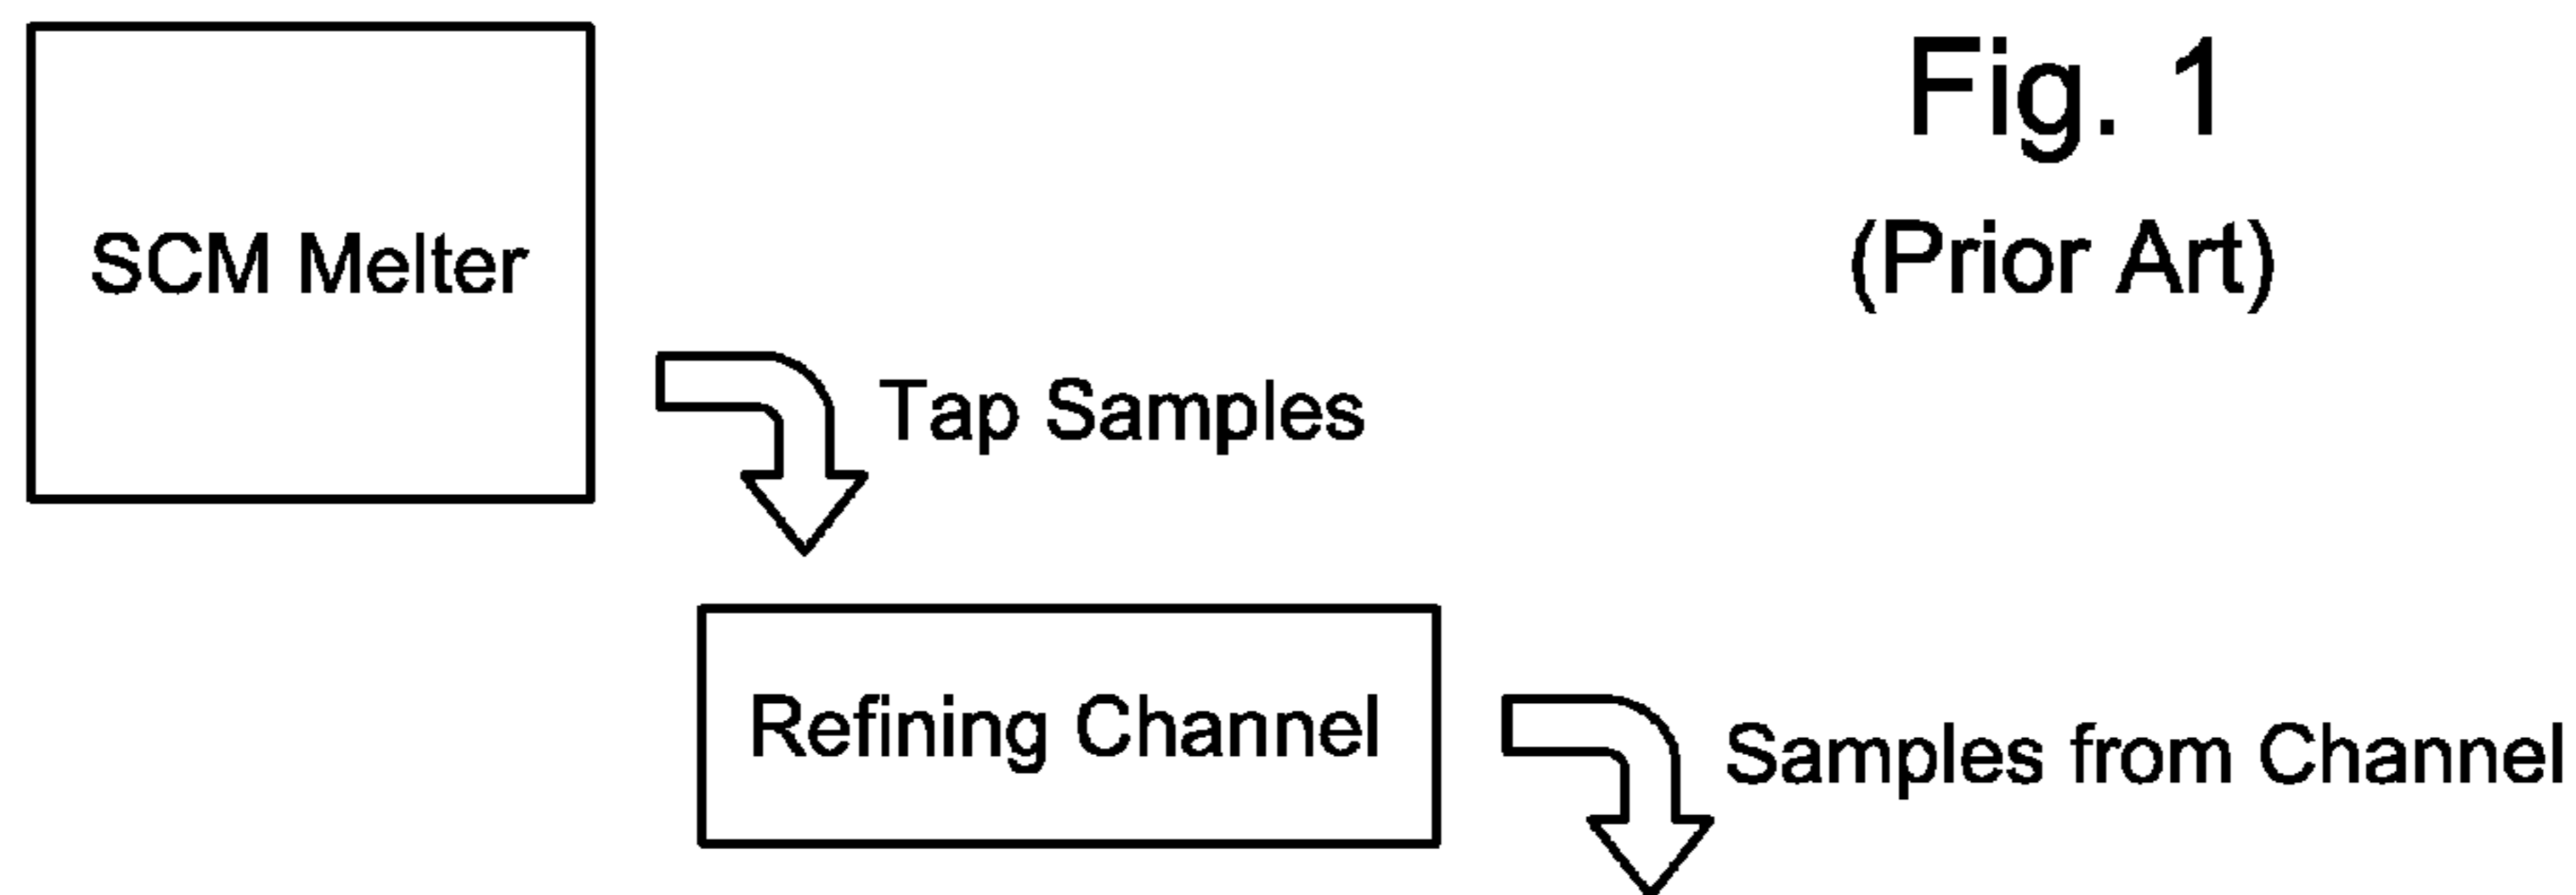 Fig. 1
(Prior Art)
SCM Melter
Tap Samples
Refining Channel
Samples from Channel